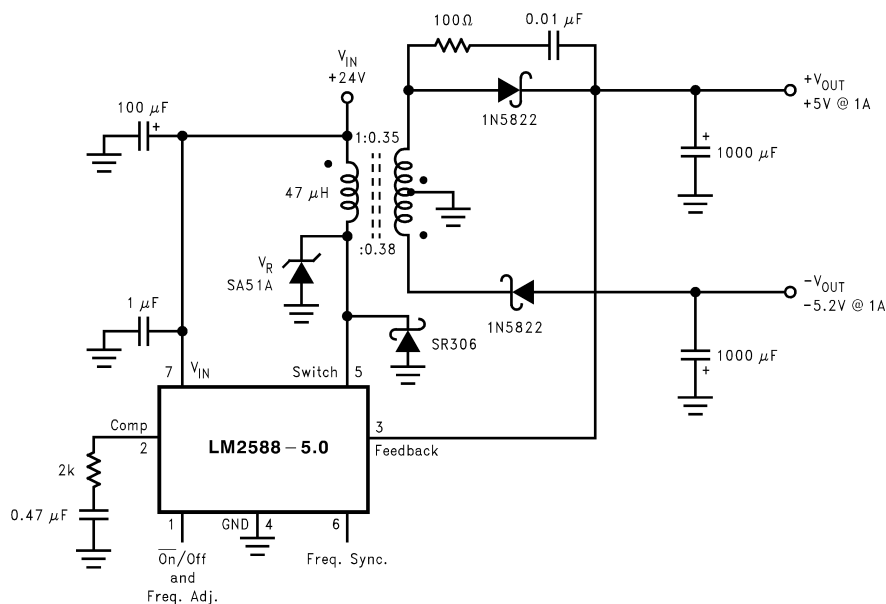 100Ω
0.01 μF
V_IN
+24V
1N5822
+V_OUT
+5V @ 1A
100 μF
+
1:0.35
+
1000 μF
47 μH
:0.38
V_R
SA51A
-V_OUT
-5.2V @ 1A
1N5822
1 μF
SR306
1000 μF
+
7
V_IN
Switch
5
Comp
2
LM2588-5.0
3
Feedback
2k
0.47 μF
1
GND
4
6
On/Off
and
Freq. Adj.
Freq. Sync.